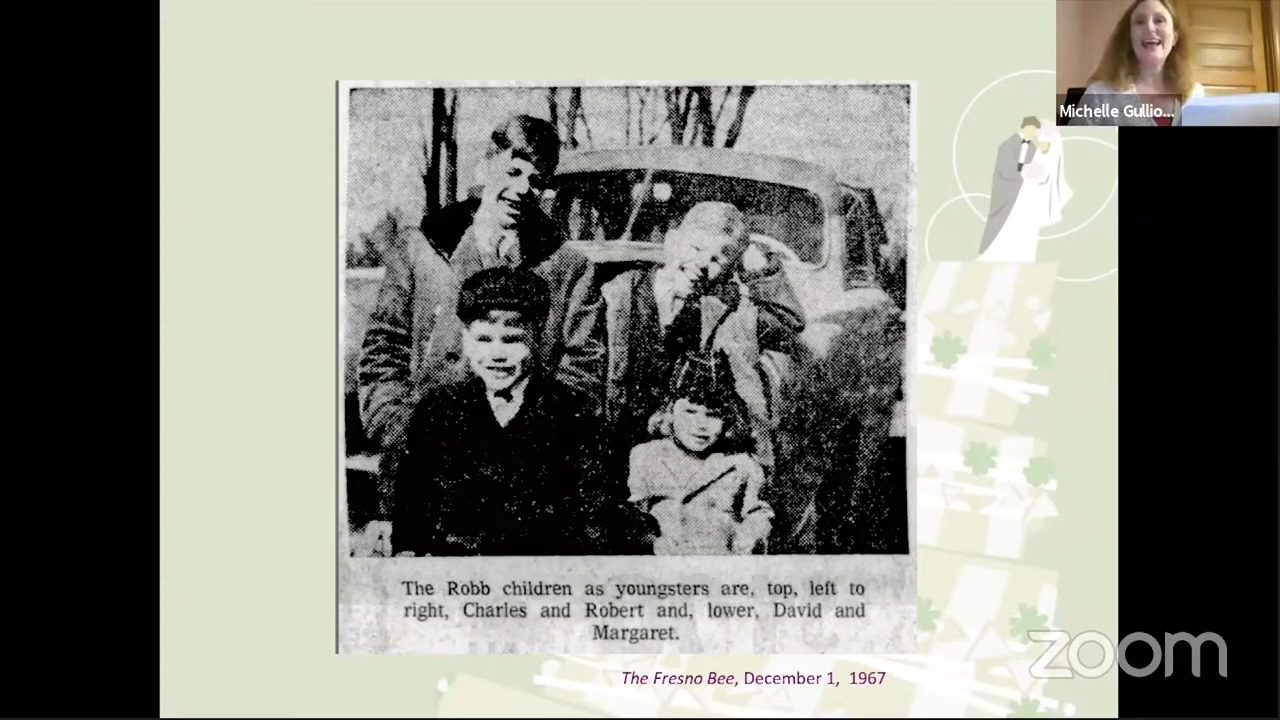 Michelle Gullio...
The Robb children as youngsters are, top, left to
right, Charles and Robert and, lower, David and
Margaret.
The Fresno Bee, December 1, 1967
zoom